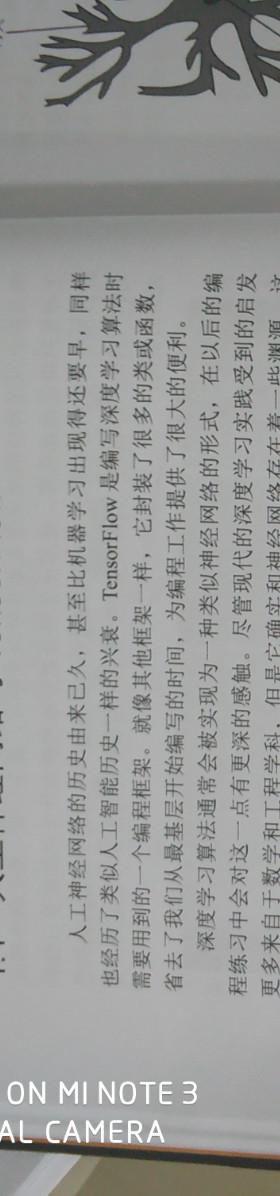 人工神经网络的历史由来已久，甚至比机器学习出现得还要早，同样
也经历了类似人工智能历史一样的兴衰。TensorFlow 是编写深度学习算法时
需要用到的一个编程框架。就像其他框架一样，它封装了很多的类或函数，
省去了我们从最基层开始编写的时间，为编程工作提供了很大的便利。
深度学习算法通常会被实现为一种类似神经网络的形式，在以后的编
程练习中会对这一点有更深的感触。尽管现代的深度学习实践受到的启发
更多来自于数学和工程学科，但是它确实和神经网络存在着一些渊源，这
ON MI NOTE 3
AL CAMERA